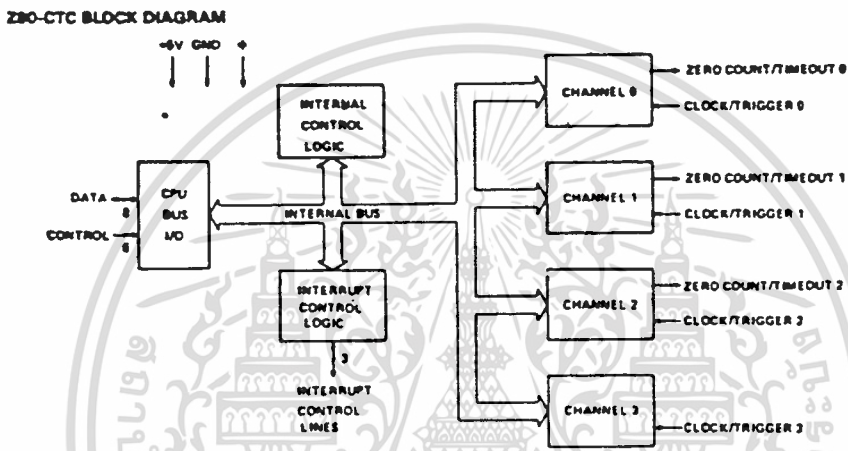 Z80-CTC BLOCK DIAGRAM
+5V GND Φ
INTERNAL
CONTROL
LOGIC
CHANNEL 0
ZERO COUNT/TIMEOUT 0
CLOCK/TRIGGER 0
DATA
8
CONTROL
6
CPU
BUS
I/O
INTERNAL BUS
CHANNEL 1
ZERO COUNT/TIMEOUT 1
CLOCK/TRIGGER 1
INTERRUPT
CONTROL
LOGIC
3
INTERRUPT
CONTROL
LINES
CHANNEL 2
ZERO COUNT/TIMEOUT 2
CLOCK/TRIGGER 2
CHANNEL 3
CLOCK/TRIGGER 3